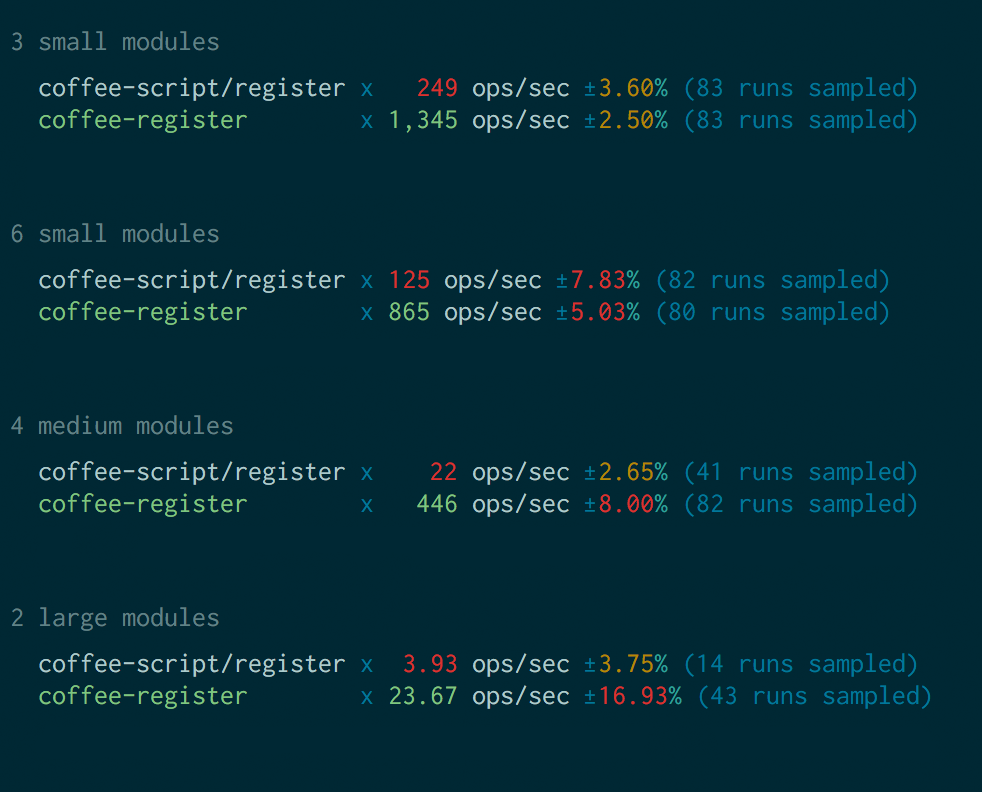 3 small modules
coffee-script/register x 249 ops/sec ±3.60% (83 runs sampled)
coffee-register x 1,345 ops/sec ±2.50% (83 runs sampled)
6 small modules
coffee-script/register x 125 ops/sec ±7.83% (82 runs sampled)
coffee-register x 865 ops/sec ±5.03% (80 runs sampled)
4 medium modules
coffee-script/register x 22 ops/sec ±2.65% (41 runs sampled)
coffee-register x 446 ops/sec ±8.00% (82 runs sampled)
2 large modules
coffee-script/register x 3.93 ops/sec ±3.75% (14 runs sampled)
coffee-register x 23.67 ops/sec ±16.93% (43 runs sampled)